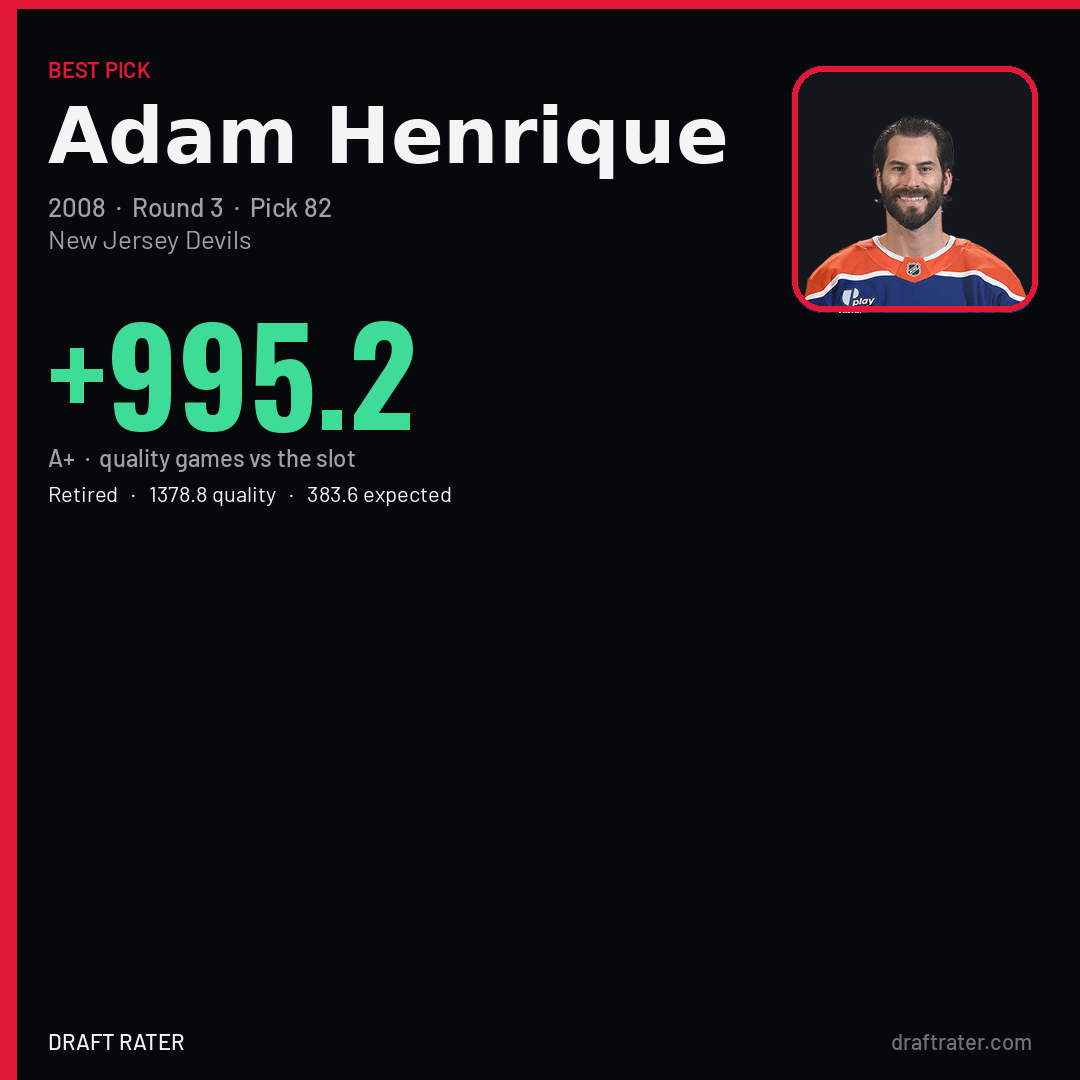 BEST PICK
Adam Henrique
2008 · Round 3 · Pick 82
New Jersey Devils
+995.2
A+ · quality games vs the slot
Retired · 1378.8 quality · 383.6 expected
play
DRAFT RATER
draftrater.com